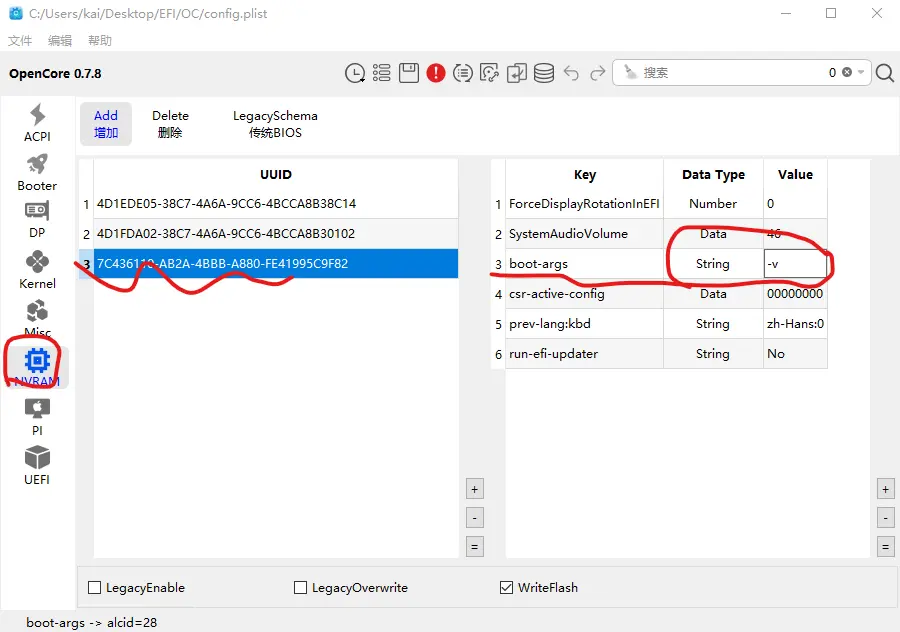 C:/Users/kai/Desktop/EFI/OC/config.plist
文件 编辑 帮助
OpenCore 0.7.8
搜索 0
ACPI
Booter
DP
Kernel
Misc
NVRAM
PI
UEFI
Add Delete LegacySchema
增加 删除 传统BIOS
UUID
1 4D1EDE05-38C7-4A6A-9CC6-4BCCA8B38C14
2 4D1FDA02-38C7-4A6A-9CC6-4BCCA8B30102
3 7C436110-AB2A-4BBB-A880-FE41995C9F82
+
-
=
Key Data Type Value
1 ForceDisplayRotationInEFI Number 0
2 SystemAudioVolume Data 46
3 boot-args String -v
4 csr-active-config Data 00000000
5 prev-lang:kbd String zh-Hans:0
6 run-efi-updater String No
+
-
=
LegacyEnable LegacyOverwrite WriteFlash
boot-args -> alcid=28